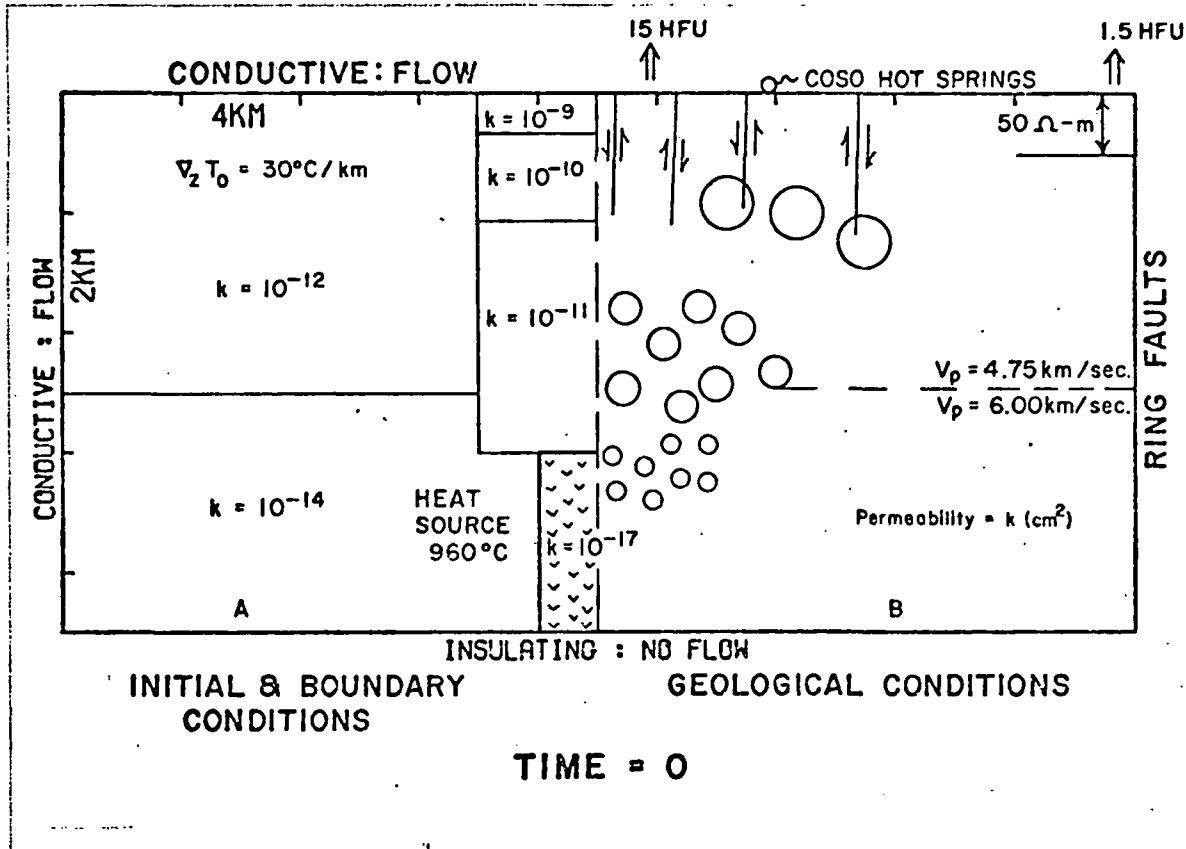 15 HFU
1.5 HFU
CONDUCTIVE: FLOW
COSO HOT SPRINGS
4KM
k = 10⁻⁹
50 Ω-m
∇z T₀ = 30°C/km
k = 10⁻¹⁰
CONDUCTIVE : FLOW
2KM
k = 10⁻¹²
k = 10⁻¹¹
RING FAULTS
Vp = 4.75 km/sec.
Vp = 6.00 km/sec.
k = 10⁻¹⁴
HEAT
SOURCE
960°C
k = 10⁻¹⁷
Permeability = k (cm²)
A
B
INSULATING : NO FLOW
INITIAL & BOUNDARY
CONDITIONS
GEOLOGICAL CONDITIONS
TIME = 0